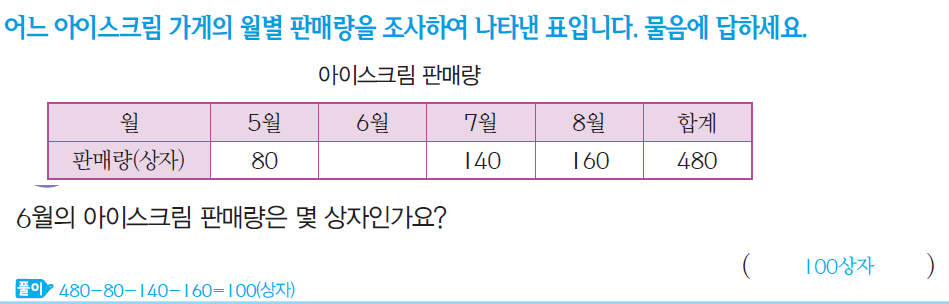 어느 아이스크림 가게의 월별 판매량을 조사하여 나타낸 표입니다. 물음에 답하세요.
아이스크림 판매량
월 5월 6월 7월 8월 합계
판매량(상자) 80 140 160 480
6월의 아이스크림 판매량은 몇 상자인가요?
( 100상자 )
풀이 480-80-140-160=100(상자)